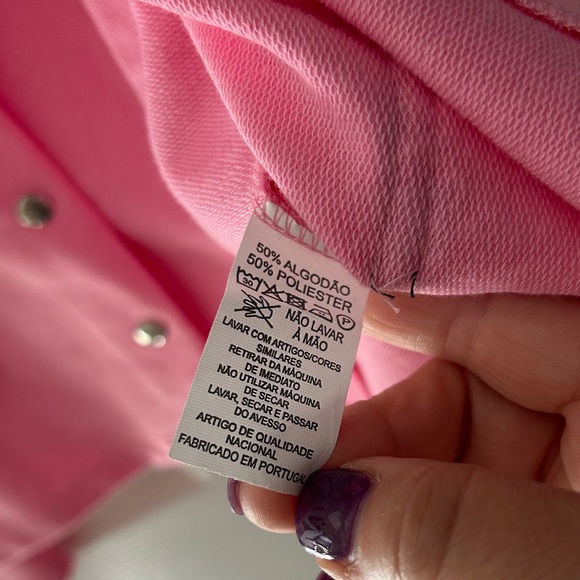 50% ALGODÃO
50% POLIESTER
30 P
NÃO LAVAR
À MÃO
LAVAR COM ARTIGOS/CORES
SIMILARES
RETIRAR DA MÁQUINA
DE IMEDIATO
NÃO UTILIZAR MÁQUINA
DE SECAR
LAVAR, SECAR E PASSAR
DO AVESSO
ARTIGO DE QUALIDADE
NACIONAL
FABRICADO EM PORTUGAL